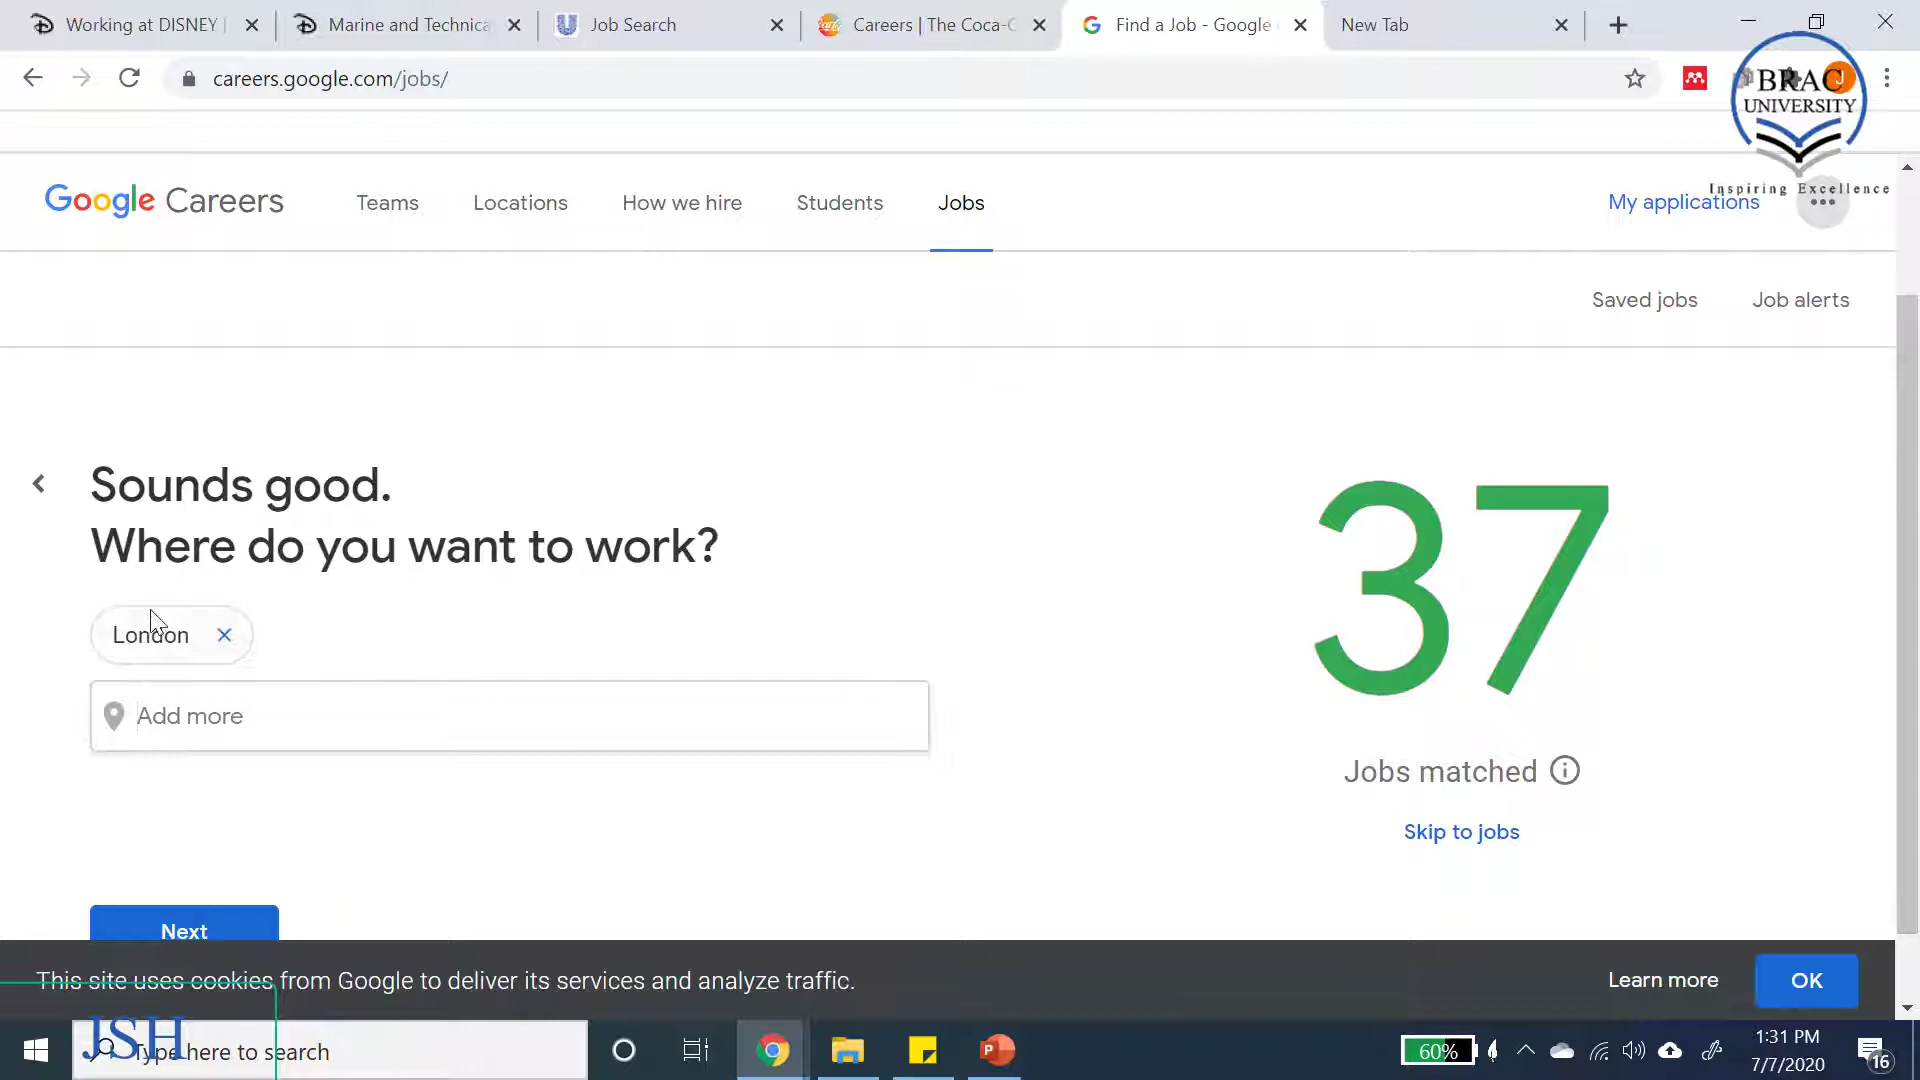 Working at DISNEY
Marine and Technica
Job Search
Careers | The Coca-C
Find a Job - Google
New Tab
careers.google.com/jobs/
BRAC
UNIVERSITY
Inspiring Excellence
Google Careers
Teams
Locations
How we hire
Students
Jobs
My applications
Saved jobs
Job alerts
Sounds good.
Where do you want to work?
London
Add more
37
Jobs matched
Skip to jobs
Next
This site uses cookies from Google to deliver its services and analyze traffic.
Learn more
OK
JSH
Type here to search
60%
1:31 PM
7/7/2020
16